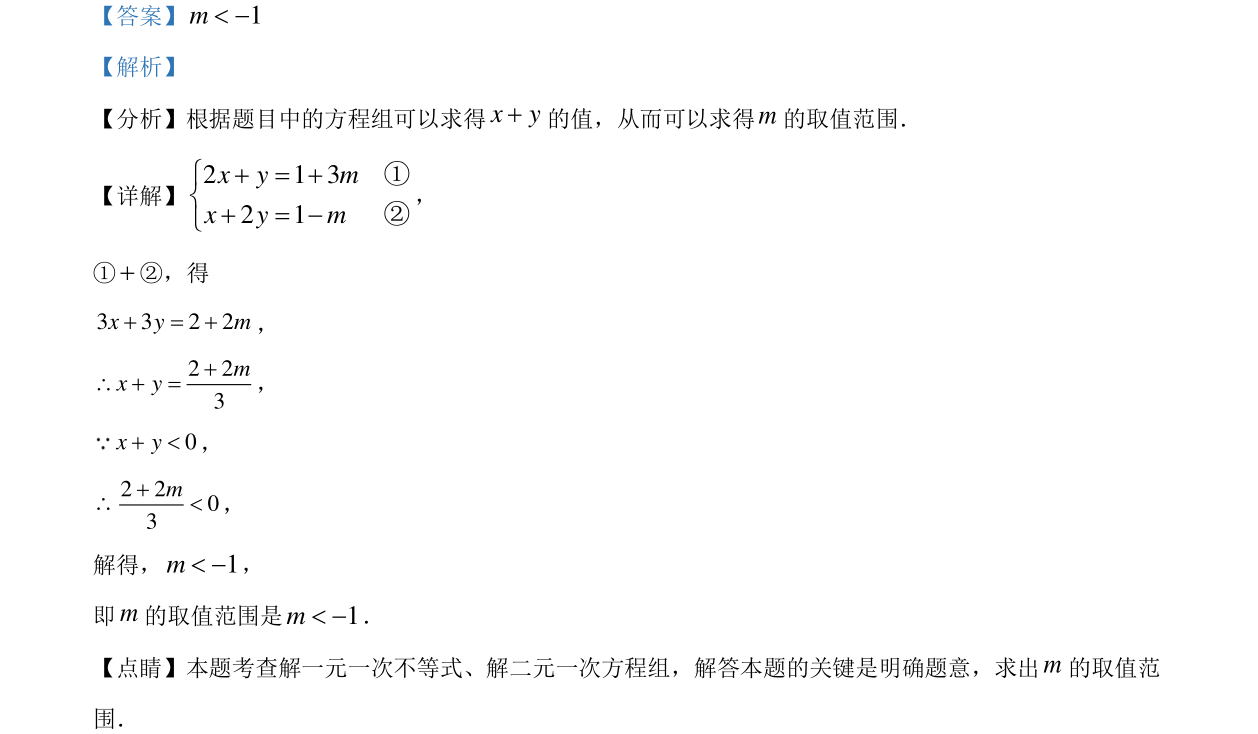 【答案】m < −1
【解析】
【分析】根据题目中的方程组可以求得 x + y 的值，从而可以求得 m 的取值范围．
【详解】{2x + y = 1 + 3m ①
x + 2y = 1 − m ②，
①＋②，得
3x + 3y = 2 + 2m，
∴ x + y = (2 + 2m)/3，
∵ x + y < 0，
∴ (2 + 2m)/3 < 0，
解得，m < −1，
即 m 的取值范围是 m < −1．
【点睛】本题考查解一元一次不等式、解二元一次方程组，解答本题的关键是明确题意，求出 m 的取值范
围．